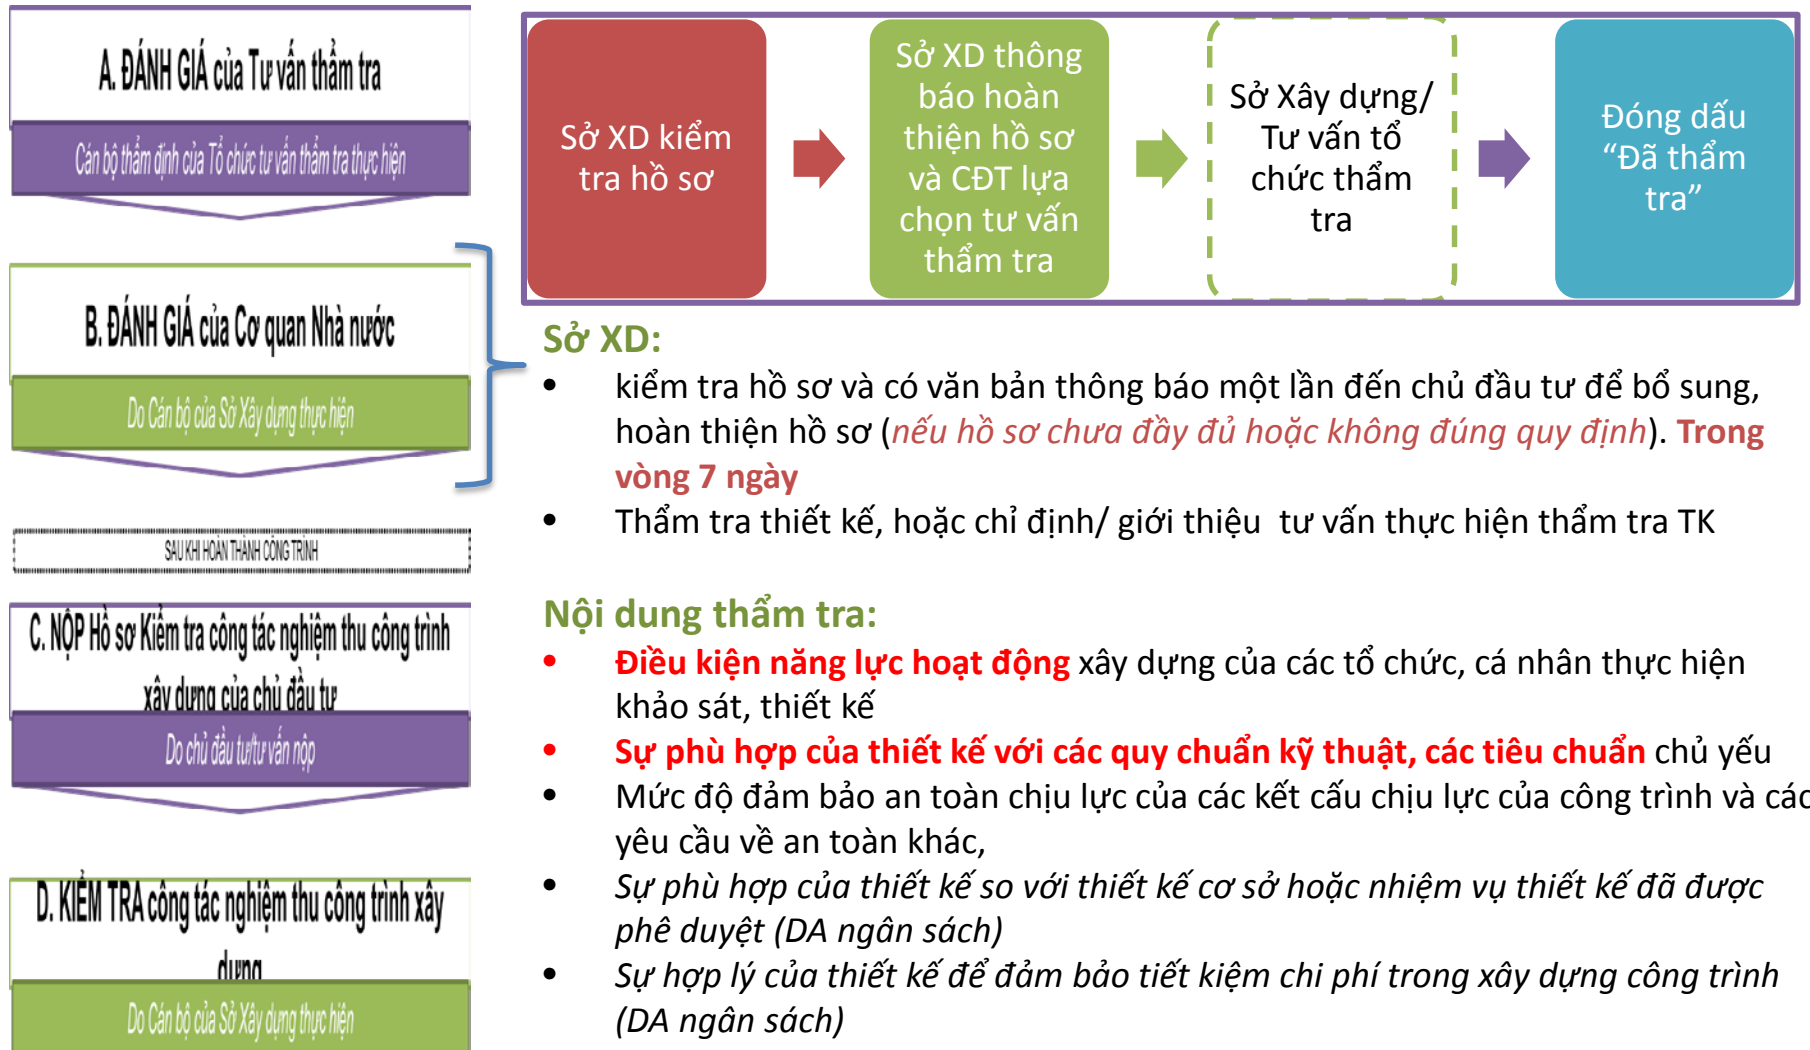 A. ĐÁNH GIÁ của Tư vấn thẩm tra
Cán bộ thẩm định của Tổ chức tư vấn thẩm tra thực hiện
B. ĐÁNH GIÁ của Cơ quan Nhà nước
Do Cán bộ của Sở Xây dựng thực hiện
SAU KHI HOÀN THÀNH CÔNG TRÌNH
C. NỘP Hồ sơ Kiểm tra công tác nghiệm thu công trình
xây dựng của chủ đầu tư
Do chủ đầu tư/tư vấn nộp
D. KIỂM TRA công tác nghiệm thu công trình xây
dựng
Do Cán bộ của Sở Xây dựng thực hiện
Sở XD kiểm
tra hồ sơ
Sở XD thông
báo hoàn
thiện hồ sơ
và CĐT lựa
chọn tư vấn
thẩm tra
Sở Xây dựng/
Tư vấn tổ
chức thẩm
tra
Đóng dấu
“Đã thẩm
tra”
Sở XD:
• kiểm tra hồ sơ và có văn bản thông báo một lần đến chủ đầu tư để bổ sung,
hoàn thiện hồ sơ (nếu hồ sơ chưa đầy đủ hoặc không đúng quy định). Trong
vòng 7 ngày
• Thẩm tra thiết kế, hoặc chỉ định/ giới thiệu tư vấn thực hiện thẩm tra TK
Nội dung thẩm tra:
• Điều kiện năng lực hoạt động xây dựng của các tổ chức, cá nhân thực hiện
khảo sát, thiết kế
• Sự phù hợp của thiết kế với các quy chuẩn kỹ thuật, các tiêu chuẩn chủ yếu
• Mức độ đảm bảo an toàn chịu lực của các kết cấu chịu lực của công trình và các
yêu cầu về an toàn khác,
• Sự phù hợp của thiết kế so với thiết kế cơ sở hoặc nhiệm vụ thiết kế đã được
phê duyệt (DA ngân sách)
• Sự hợp lý của thiết kế để đảm bảo tiết kiệm chi phí trong xây dựng công trình
(DA ngân sách)